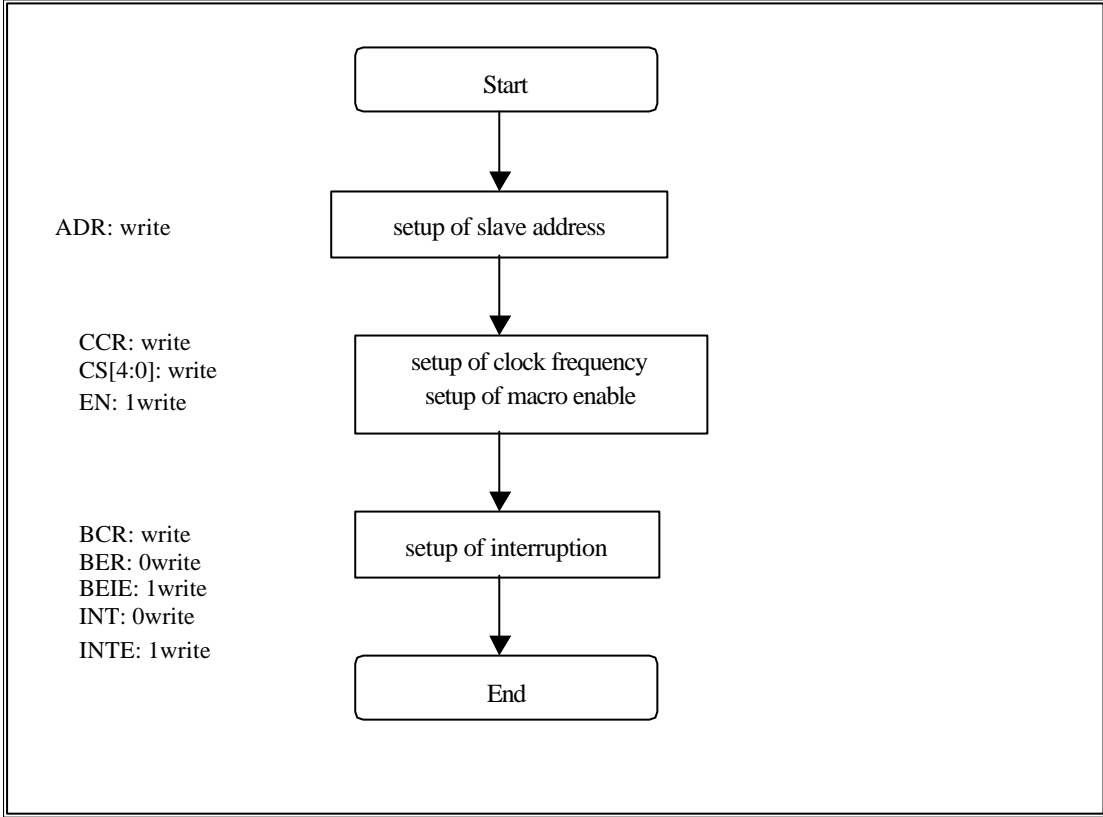 Start
ADR: write
setup of slave address
CCR: write
CS[4:0]: write
EN: 1write
setup of clock frequency
setup of macro enable
BCR: write
BER: 0write
BEIE: 1write
INT: 0write
INTE: 1write
setup of interruption
End